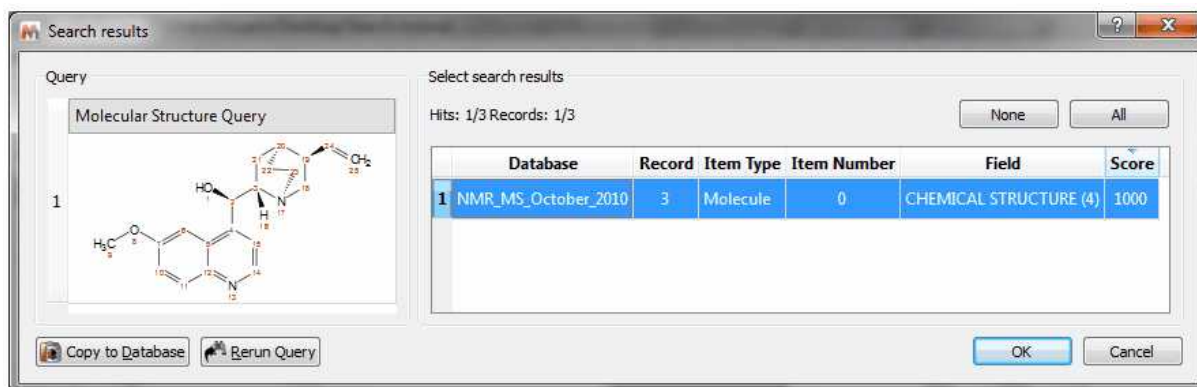 Search results
?
X
Query
Select search results
Molecular Structure Query
Hits: 1/3 Records: 1/3
None
All
Database Record Item Type Item Number Field Score
1 NMR_MS_October_2010 3 Molecule 0 CHEMICAL STRUCTURE (4) 1000
1
HO
N
H
CH₂
H₃C
O
N
Copy to Database
Rerun Query
OK
Cancel